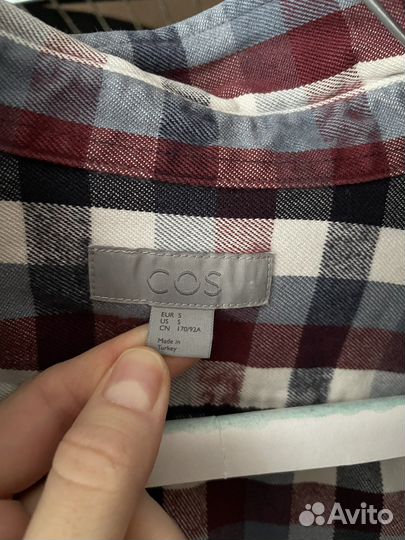 COS
EUR S
US S
CN 170/92A
Made in
Turkey
Avito